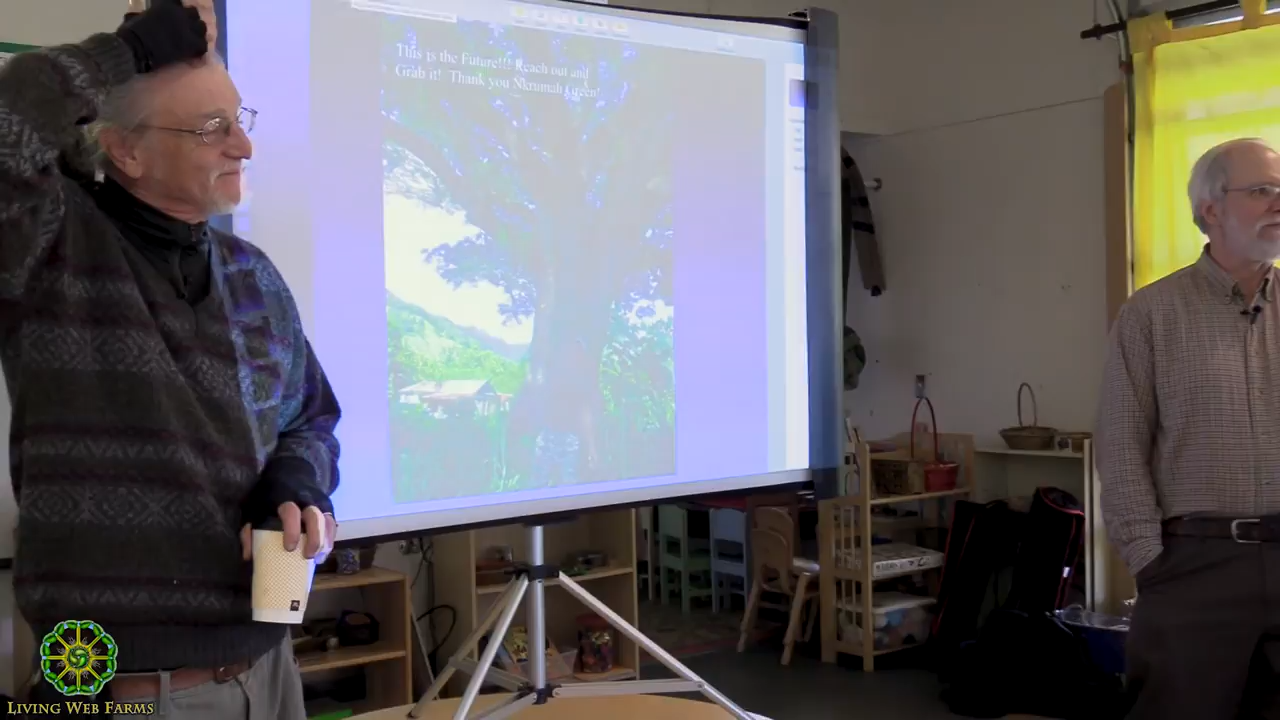 This is the Future!!! Reach out and
Grab it! Thank you Nkrumah Green!
LIVING WEB FARMS